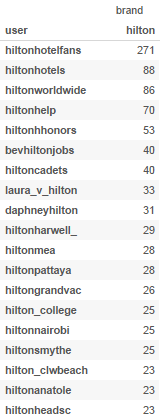 brand
user hilton
hiltonhotelfans 271
hiltonhotels 88
hiltonworldwide 86
hiltonhelp 70
hiltonhhonors 53
bevhiltonjobs 40
hiltoncadets 40
laura_v_hilton 33
daphneyhilton 31
hiltonharwell_ 29
hiltonmea 28
hiltonpattaya 28
hiltongrandvac 26
hilton_college 25
hiltonnairobi 25
hiltonsmythe 25
hilton_clwbeach 23
hiltonanatole 23
hiltonheadsc 23